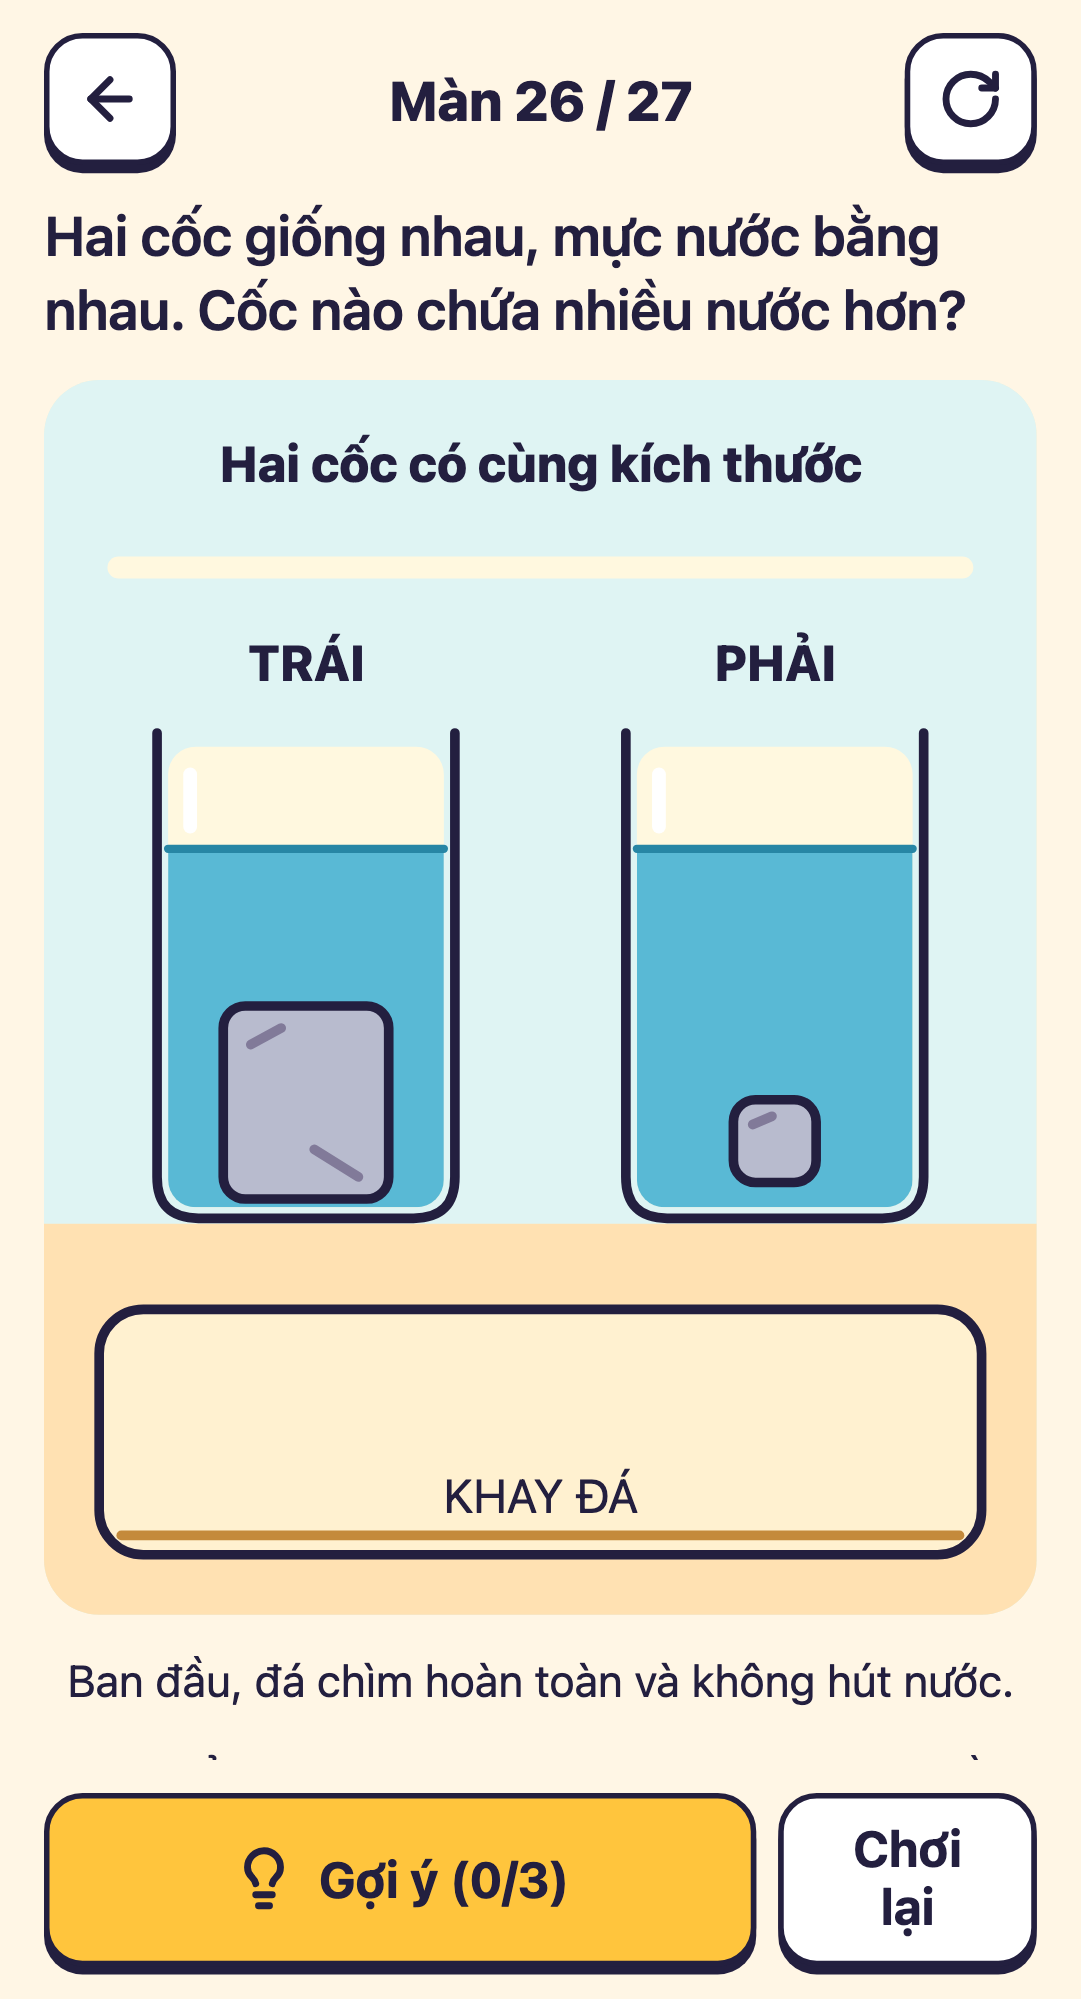 Màn 26 / 27
Hai cốc giống nhau, mực nước bằng
nhau. Cốc nào chứa nhiều nước hơn?
Hai cốc có cùng kích thước
TRÁI
PHẢI
KHAY ĐÁ
Ban đầu, đá chìm hoàn toàn và không hút nước.
Gợi ý (0/3)
Chơi
lại